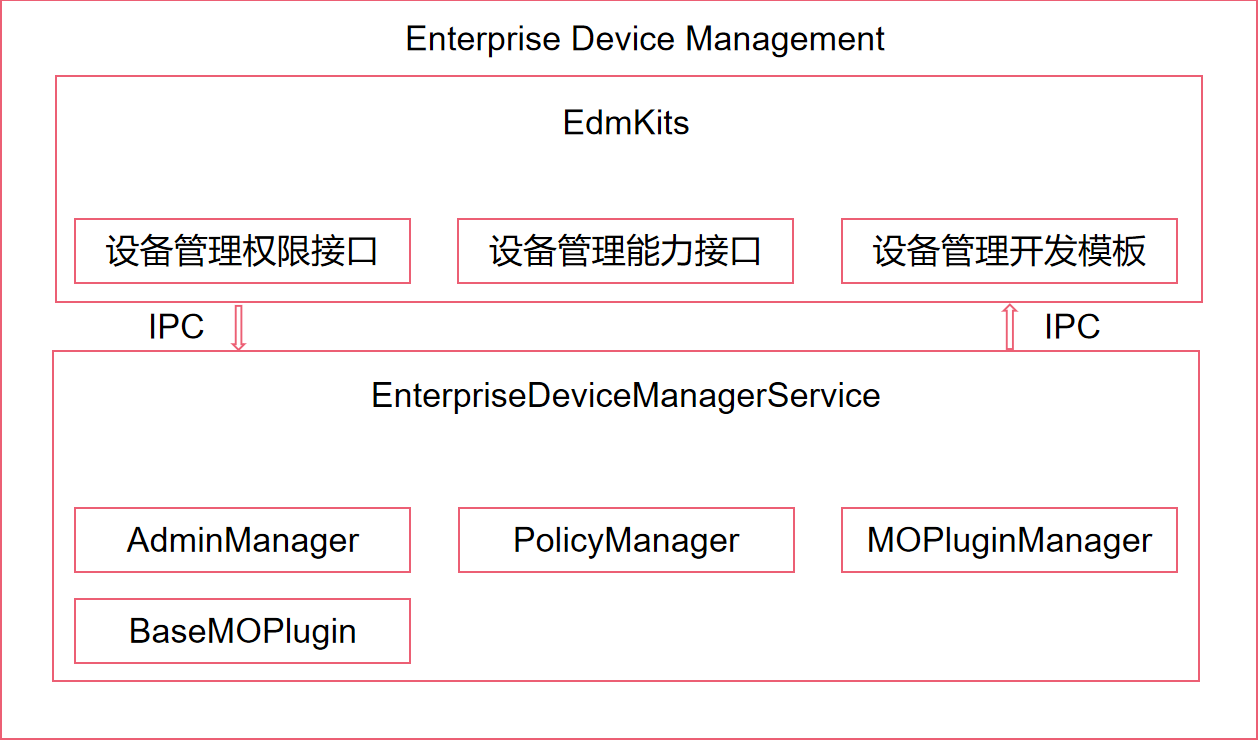 Enterprise Device Management
EdmKits
设备管理权限接口
设备管理能力接口
设备管理开发模板
IPC
IPC
EnterpriseDeviceManagerService
AdminManager
PolicyManager
MOPluginManager
BaseMOPlugin